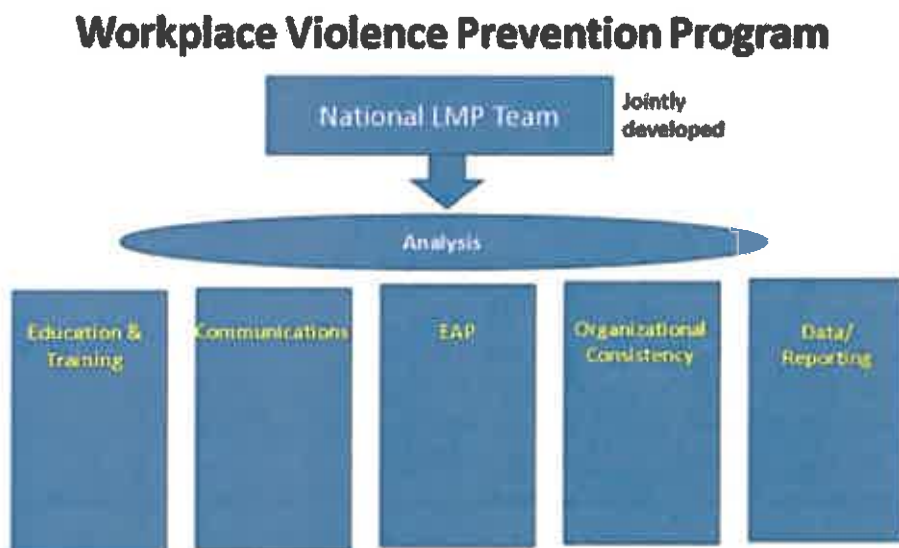 Workplace Violence Prevention Program
National LMP Team
Jointly
developed
Analysis
Education &
Training
Communications
EAP
Organizational
Consistency
Data/
Reporting